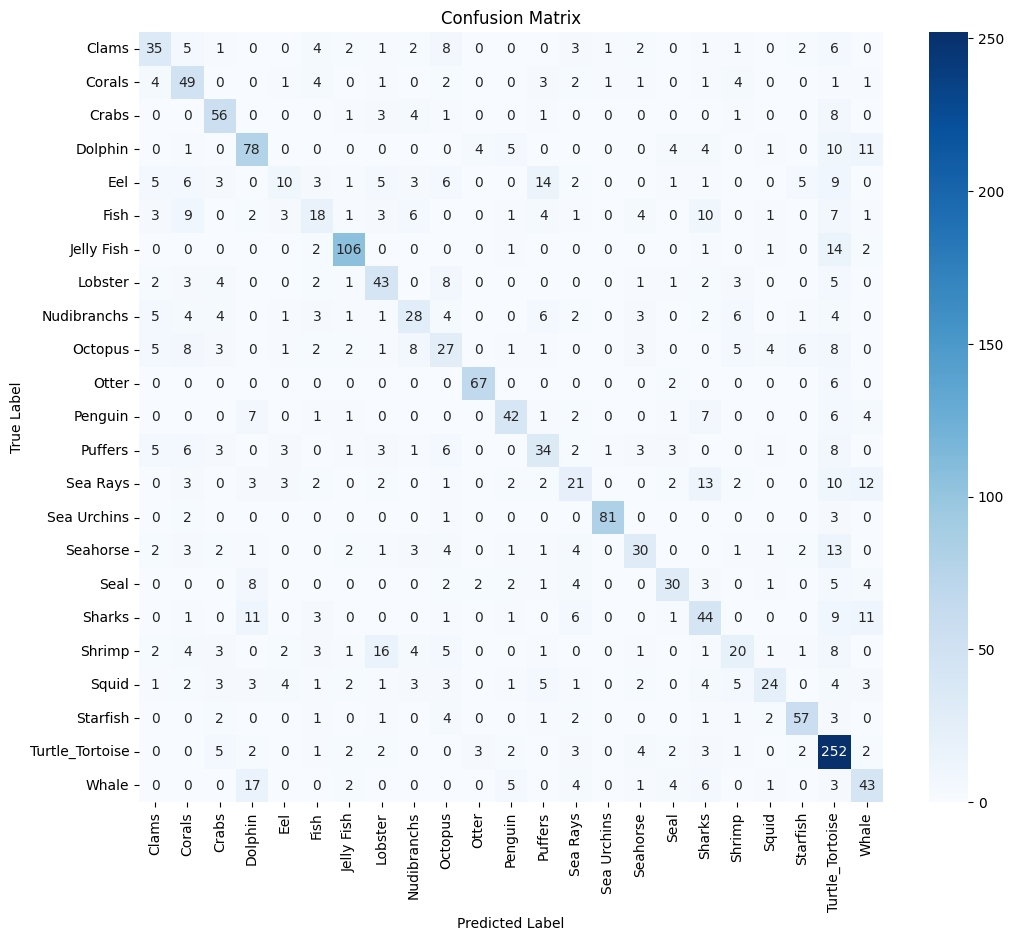 Confusion Matrix
Clams 35 5 1 0 0 4 2 1 2 8 0 0 0 3 1 2 0 1 1 0 2 6 0
Corals 4 49 0 0 1 4 0 1 0 2 0 0 3 2 1 1 0 1 4 0 0 1 1
Crabs 0 0 56 0 0 0 1 3 4 1 0 0 1 0 0 0 0 0 1 0 0 8 0
Dolphin 0 1 0 78 0 0 0 0 0 0 4 5 0 0 0 0 4 4 0 1 0 10 11
Eel 5 6 3 0 10 3 1 5 3 6 0 0 14 2 0 0 1 1 0 0 5 9 0
Fish 3 9 0 2 3 18 1 3 6 0 0 1 4 1 0 4 0 10 0 1 0 7 1
Jelly Fish 0 0 0 0 0 2 106 0 0 0 0 1 0 0 0 0 0 1 0 1 0 14 2
Lobster 2 3 4 0 0 2 1 43 0 8 0 0 0 0 0 1 1 2 3 0 0 5 0
Nudibranchs 5 4 4 0 1 3 1 1 28 4 0 0 6 2 0 3 0 2 6 0 1 4 0
Octopus 5 8 3 0 1 2 2 1 8 27 0 1 1 0 0 3 0 0 5 4 6 8 0
Otter 0 0 0 0 0 0 0 0 0 0 67 0 0 0 0 0 2 0 0 0 0 6 0
Penguin 0 0 0 7 0 1 1 0 0 0 0 42 1 2 0 0 1 7 0 0 0 6 4
Puffers 5 6 3 0 3 0 1 3 1 6 0 0 34 2 1 3 3 0 0 1 0 8 0
Sea Rays 0 3 0 3 3 2 0 2 0 1 0 2 2 21 0 0 2 13 2 0 0 10 12
Sea Urchins 0 2 0 0 0 0 0 0 0 1 0 0 0 0 81 0 0 0 0 0 0 3 0
Seahorse 2 3 2 1 0 0 2 1 3 4 0 1 1 4 0 30 0 0 1 1 2 13 0
Seal 0 0 0 8 0 0 0 0 0 2 2 2 1 4 0 0 30 3 0 1 0 5 4
Sharks 0 1 0 11 0 3 0 0 0 1 0 1 0 6 0 0 1 44 0 0 0 9 11
Shrimp 2 4 3 0 2 3 1 16 4 5 0 0 1 0 0 1 0 1 20 1 1 8 0
Squid 1 2 3 3 4 1 2 1 3 3 0 1 5 1 0 2 0 4 5 24 0 4 3
Starfish 0 0 2 0 0 1 0 1 0 4 0 0 1 2 0 0 0 1 1 2 57 3 0
Turtle_Tortoise 0 0 5 2 0 1 2 2 0 0 3 2 0 3 0 4 2 3 1 0 2 252 2
Whale 0 0 0 17 0 0 2 0 0 0 0 5 0 4 0 1 4 6 0 1 0 3 43
True Label
Clams Corals Crabs Dolphin Eel Fish Jelly Fish Lobster Nudibranchs Octopus Otter Penguin Puffers Sea Rays Sea Urchins Seahorse Seal Sharks Shrimp Squid Starfish Turtle_Tortoise Whale
Predicted Label
250
200
150
100
50
0